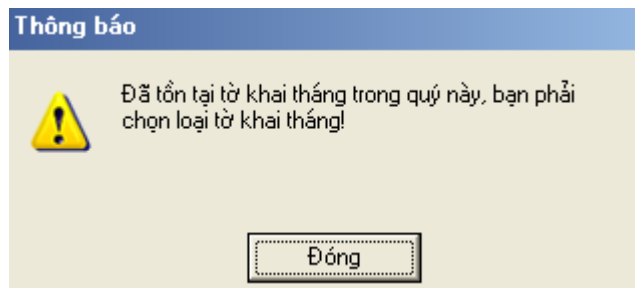 Thông báo
Đã tồn tại tờ khai tháng trong quý này, bạn phải
chọn loại tờ khai tháng!
Đóng